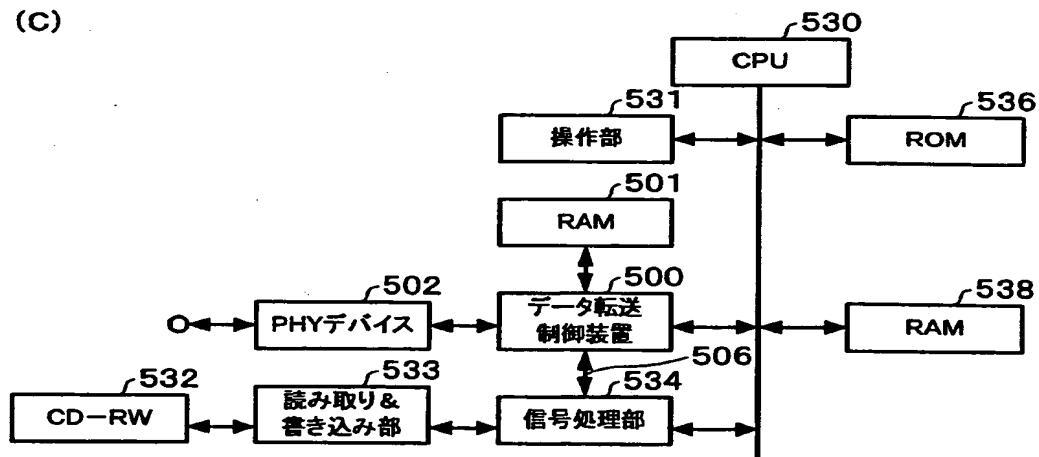 (C)
530
CPU
531
操作部
536
ROM
501
RAM
502
PHYデバイス
500
データ転送
制御装置
538
RAM
506
532
CD-RW
533
読み取り&
書き込み部
534
信号処理部